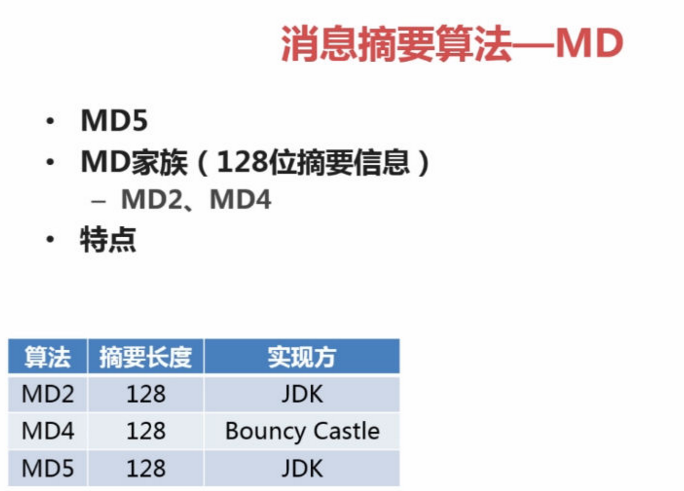 消息摘要算法—MD
• MD5
• MD家族（128位摘要信息）
– MD2、MD4
• 特点
算法 摘要长度 实现方
MD2 128 JDK
MD4 128 Bouncy Castle
MD5 128 JDK